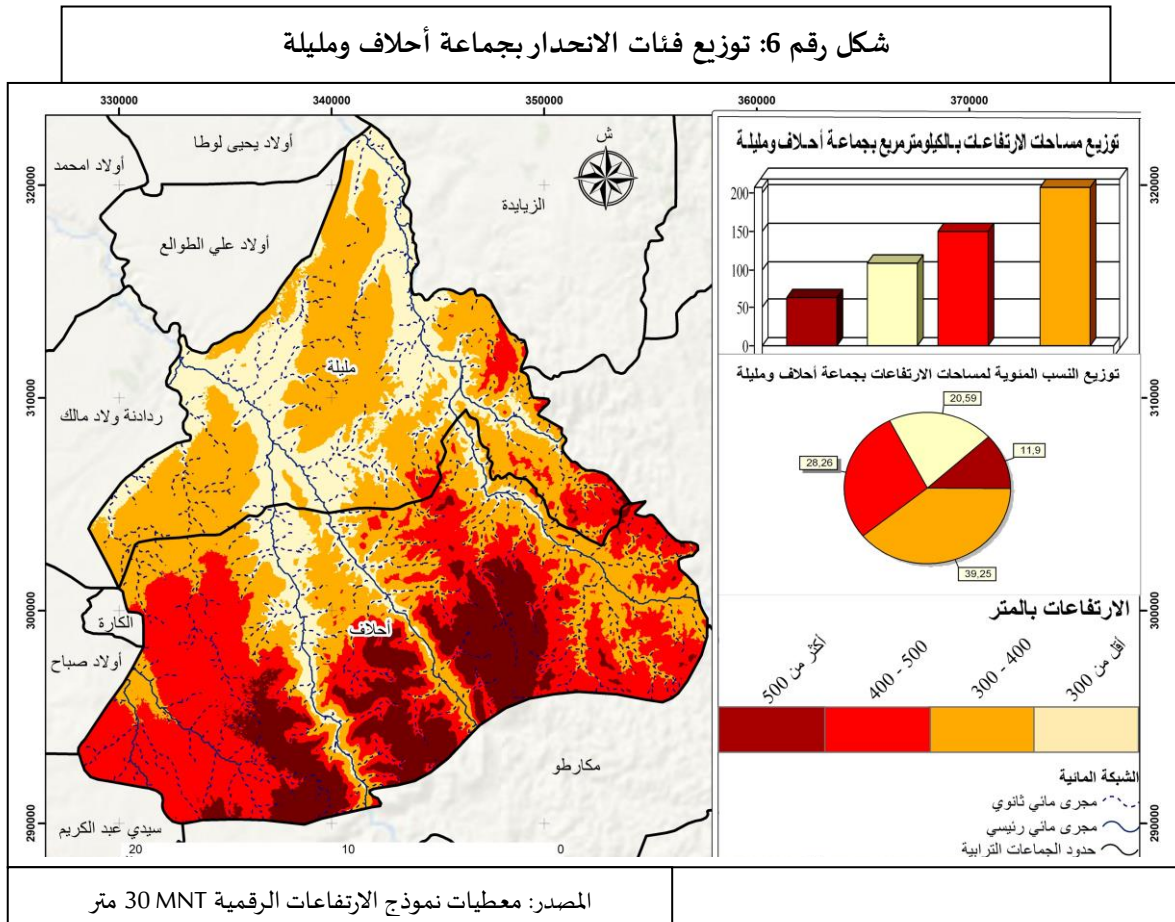 شكل رقم 6: توزيع فئات الانحدار بجماعة أحلاف ومليلة
330000 340000 350000 360000 370000
320000
310000
300000
290000
320000
310000
300000
290000
20 10 0
ش
أولاد يحيى لوطا
أولاد امحمد
الزيايدة
أولاد علي الطوالع
مليلة
ردادنة ولاد مالك
الكارة
أحلاف
أولاد صباح
مكارطو
سيدي عبد الكريم
توزيع مساحات الارتفاعات بالكيلومترمربع بجماعة أحلاف ومليلة
200
150
100
50
0
توزيع النسب المئوية لمساحات الارتفاعات بجماعة أحلاف ومليلة
20,59
11,9
28,26
39,25
الارتفاعات بالمتر
أقل من 300
300 - 400
400 - 500
أكثر من 500
الشبكة المائية
مجرى مائي ثانوي
مجرى مائي رئيسي
حدود الجماعات الترابية
المصدر: معطيات نموذج الارتفاعات الرقمية MNT 30 متر